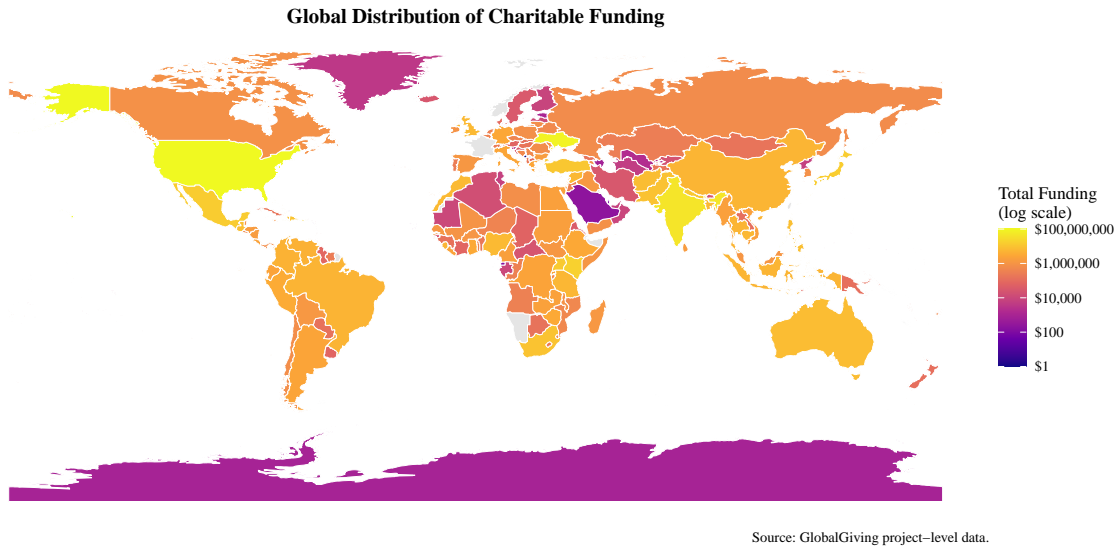 Global Distribution of Charitable Funding
Total Funding
(log scale)
$100,000,000
$1,000,000
$10,000
$100
$1
Source: GlobalGiving project−level data.